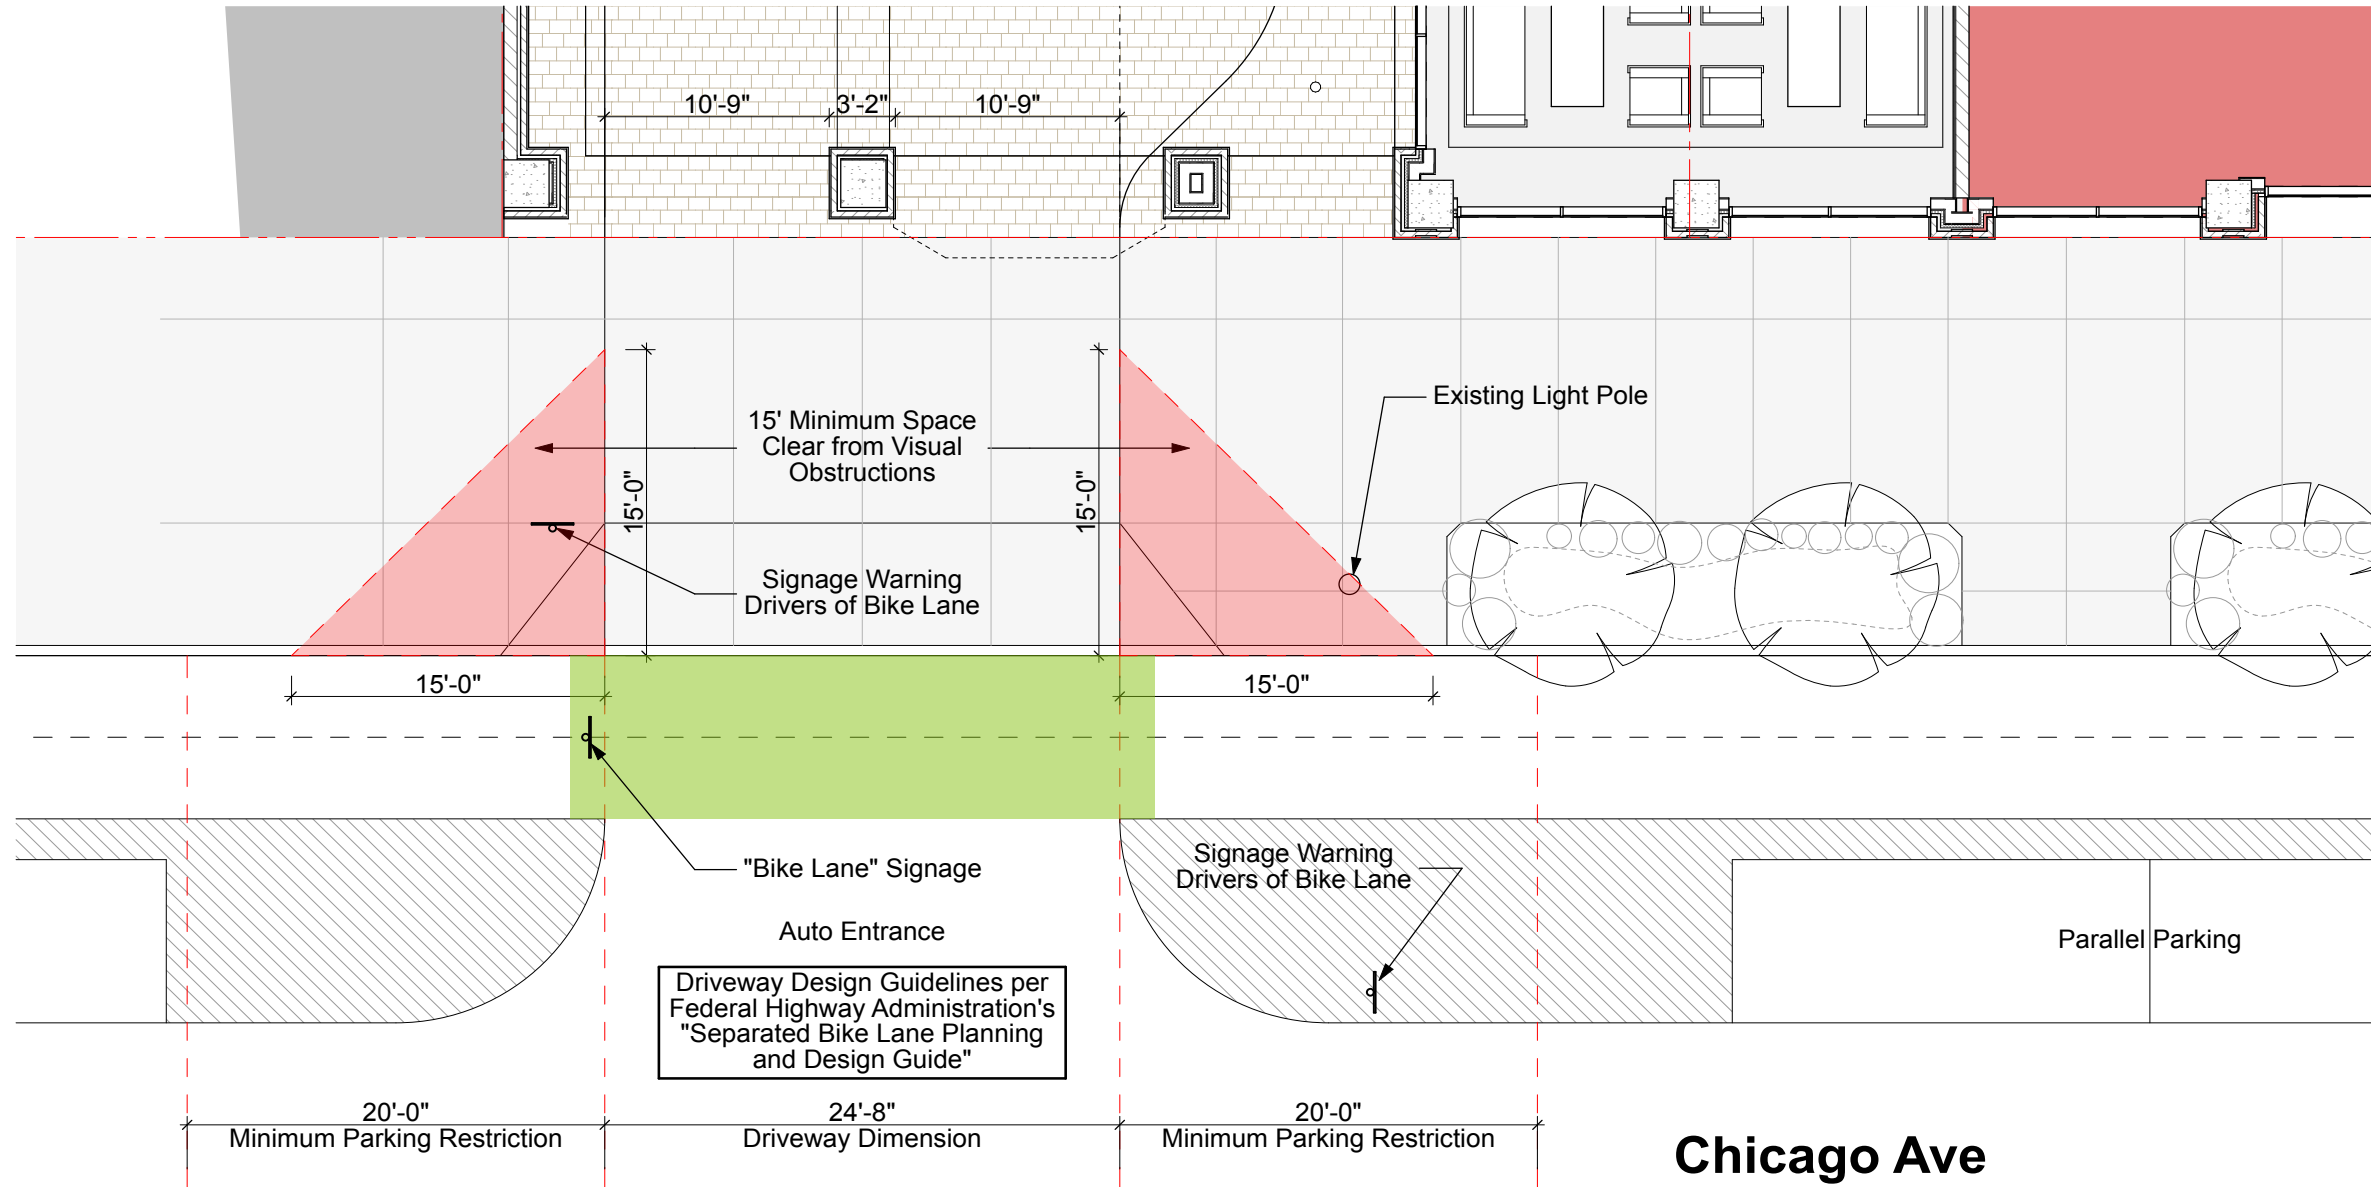 10'-9"
3'-2"
10'-9"
Existing Light Pole
15' Minimum Space
Clear from Visual
Obstructions
15'-0"
15'-0"
Signage Warning
Drivers of Bike Lane
15'-0"
15'-0"
"Bike Lane" Signage
Signage Warning
Drivers of Bike Lane
Auto Entrance
Parallel Parking
Driveway Design Guidelines per
Federal Highway Administration's
"Separated Bike Lane Planning
and Design Guide"
20'-0"
Minimum Parking Restriction
24'-8"
Driveway Dimension
20'-0"
Minimum Parking Restriction
Chicago Ave